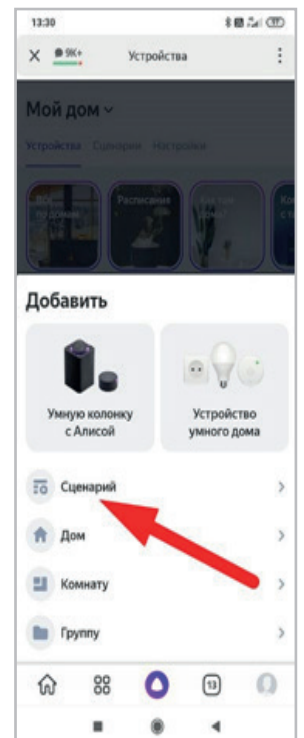 13:30
9K+ Устройства
Мой дом
Устройства Сценарии Настройки
Расписание
Добавить
Умную колонку
с Алисой
Устройство
умного дома
Сценарий
Дом
Комнату
Группу
13